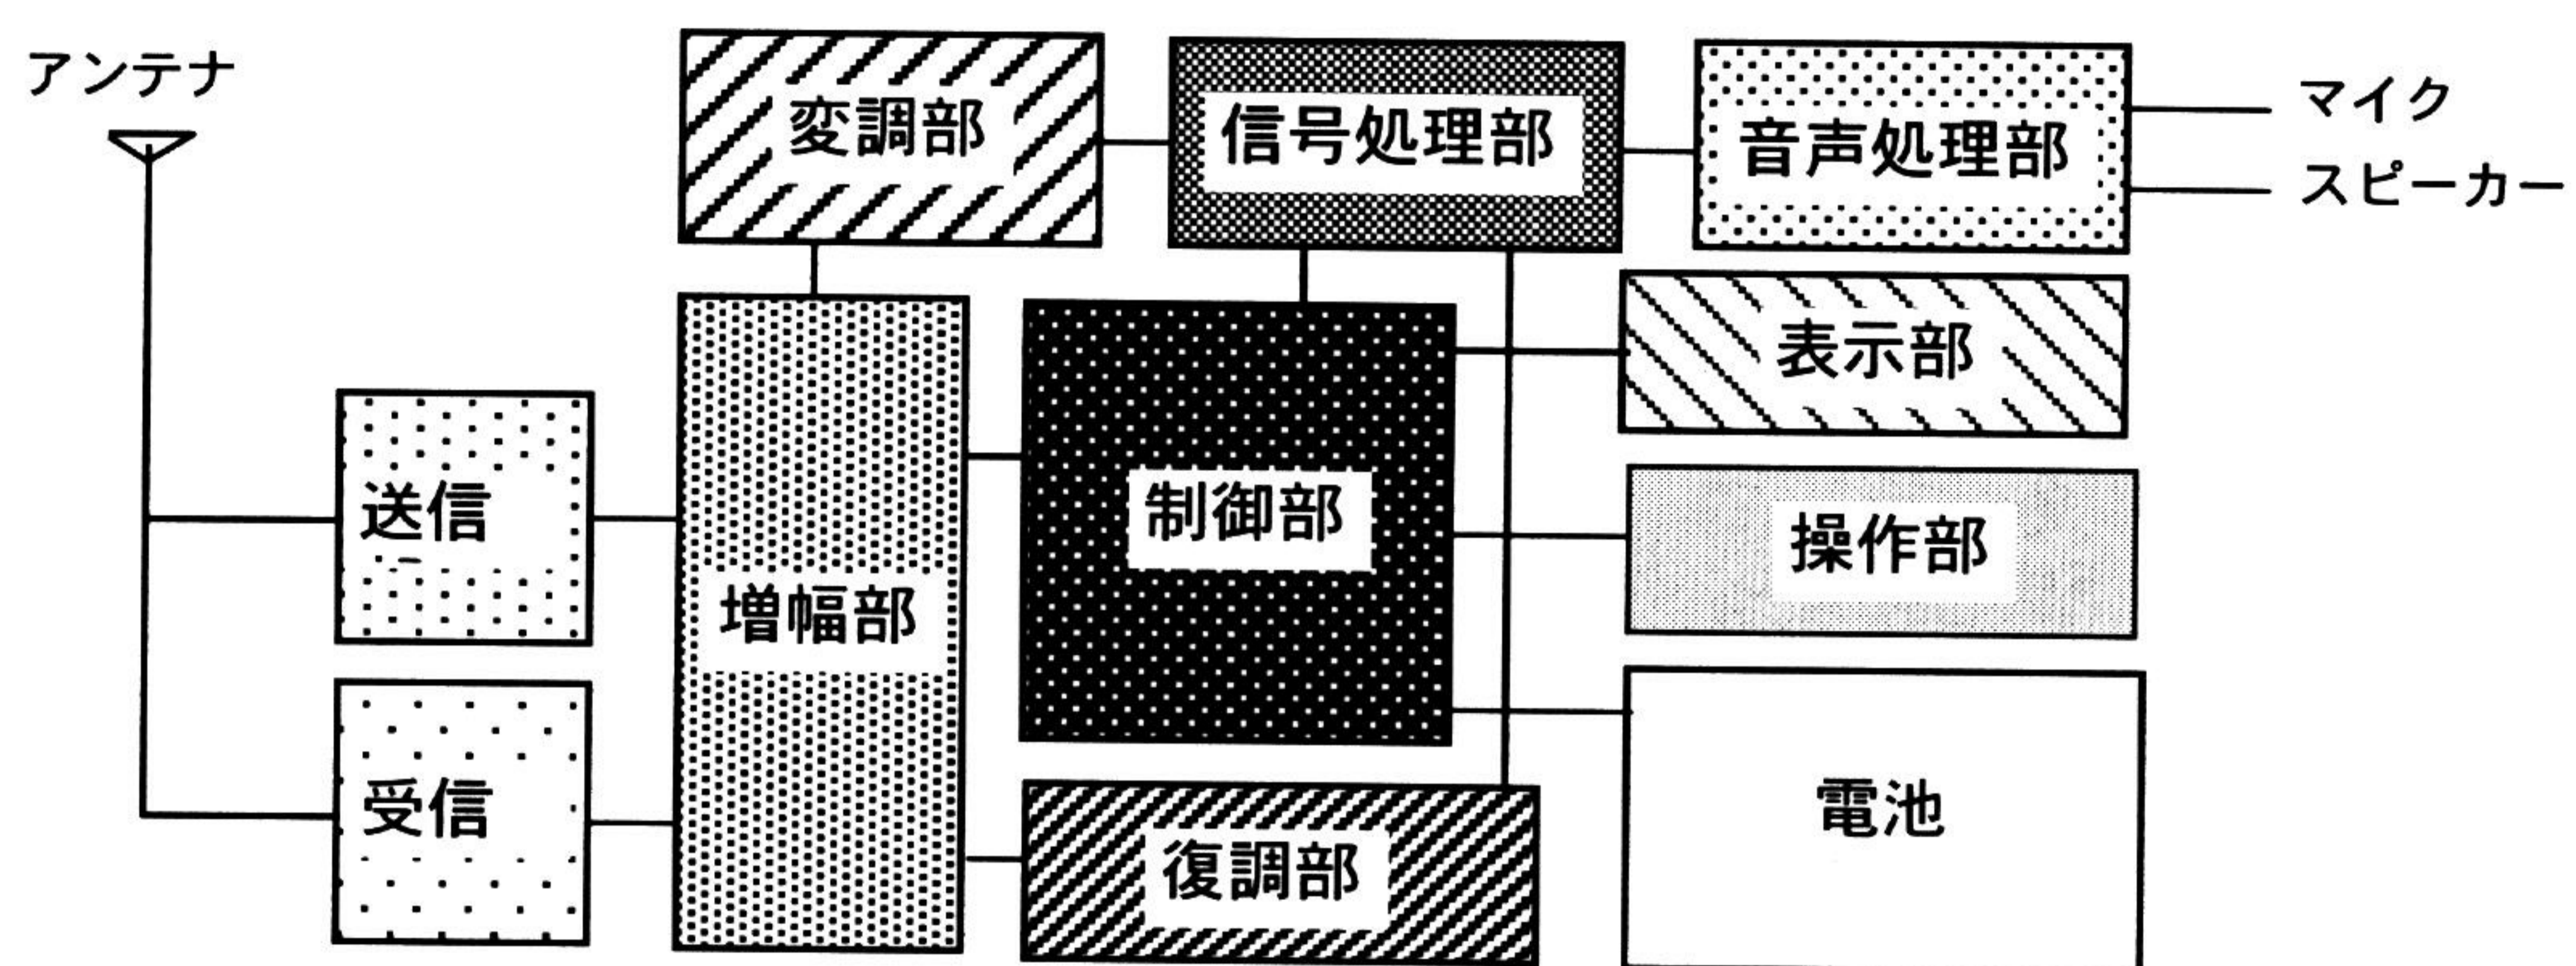 アンテナ
変調部
信号処理部
音声処理部
マイク
スピーカー
表示部
送信
制御部
操作部
増幅部
受信
電池
復調部